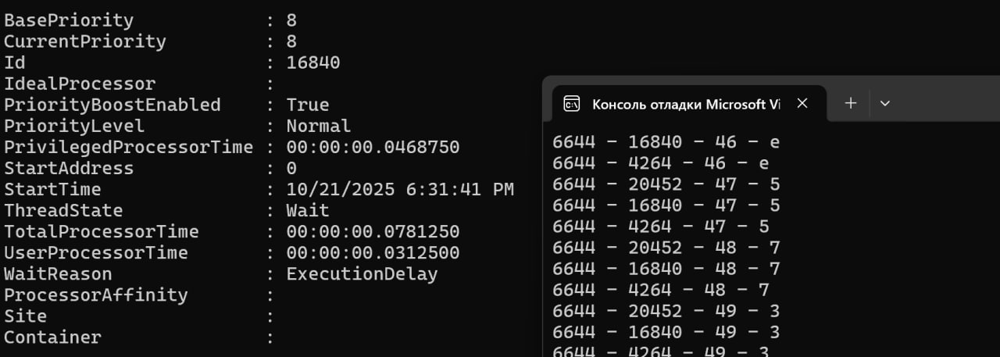 BasePriority : 8
CurrentPriority : 8
Id : 16840
IdealProcessor :
PriorityBoostEnabled : True
PriorityLevel : Normal
PrivilegedProcessorTime : 00:00:00.0468750
StartAddress : 0
StartTime : 10/21/2025 6:31:41 PM
ThreadState : Wait
TotalProcessorTime : 00:00:00.0781250
UserProcessorTime : 00:00:00.0312500
WaitReason : ExecutionDelay
ProcessorAffinity :
Site :
Container :
Консоль отладки Microsoft Vi
6644 - 16840 - 46 - e
6644 - 4264 - 46 - e
6644 - 20452 - 47 - 5
6644 - 16840 - 47 - 5
6644 - 4264 - 47 - 5
6644 - 20452 - 48 - 7
6644 - 16840 - 48 - 7
6644 - 4264 - 48 - 7
6644 - 20452 - 49 - 3
6644 - 16840 - 49 - 3
6644 - 4264 - 49 - 3